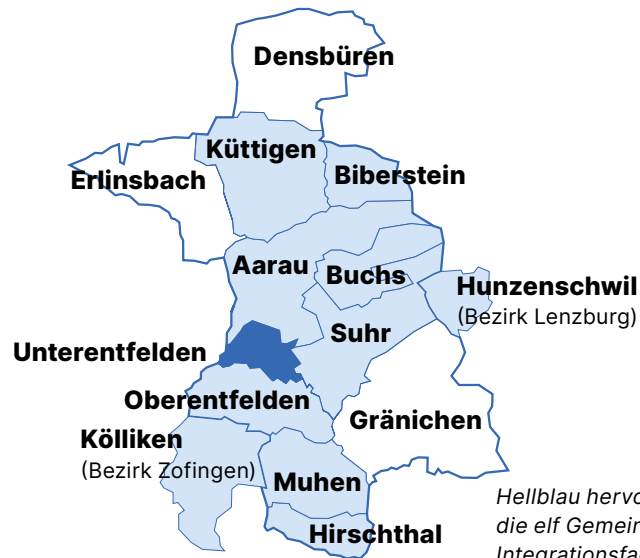 Densbüren
Küttigen
Erlinsbach
Biberstein
Aarau
Buchs
Hunzenschwil
(Bezirk Lenzburg)
Suhr
Unterentfelden
Oberentfelden
Gränichen
Kölliken
(Bezirk Zofingen)
Muhen
Hirschthal
Hellblau hervo
die elf Gemein